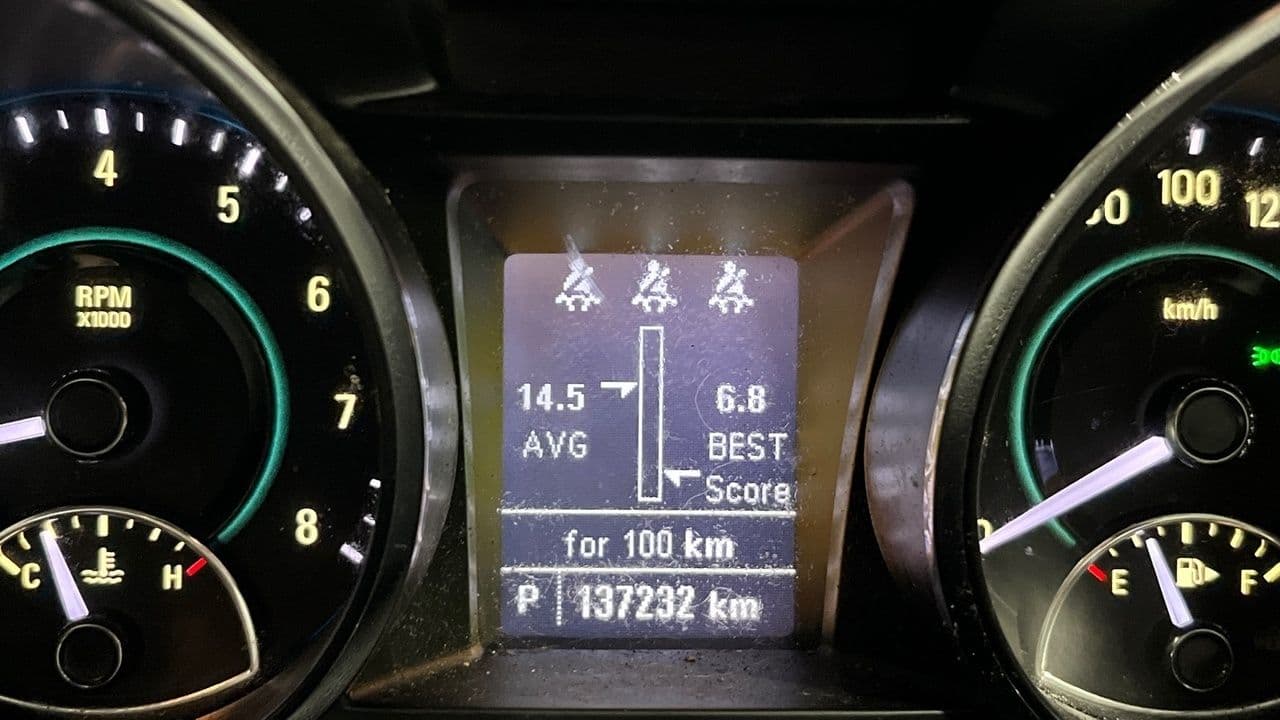 4
5
6
7
8
RPM
X1000
C
H
14.5
6.8
AVG
BEST
Score
for 100 km
P 137232 km
100
km/h
E
F